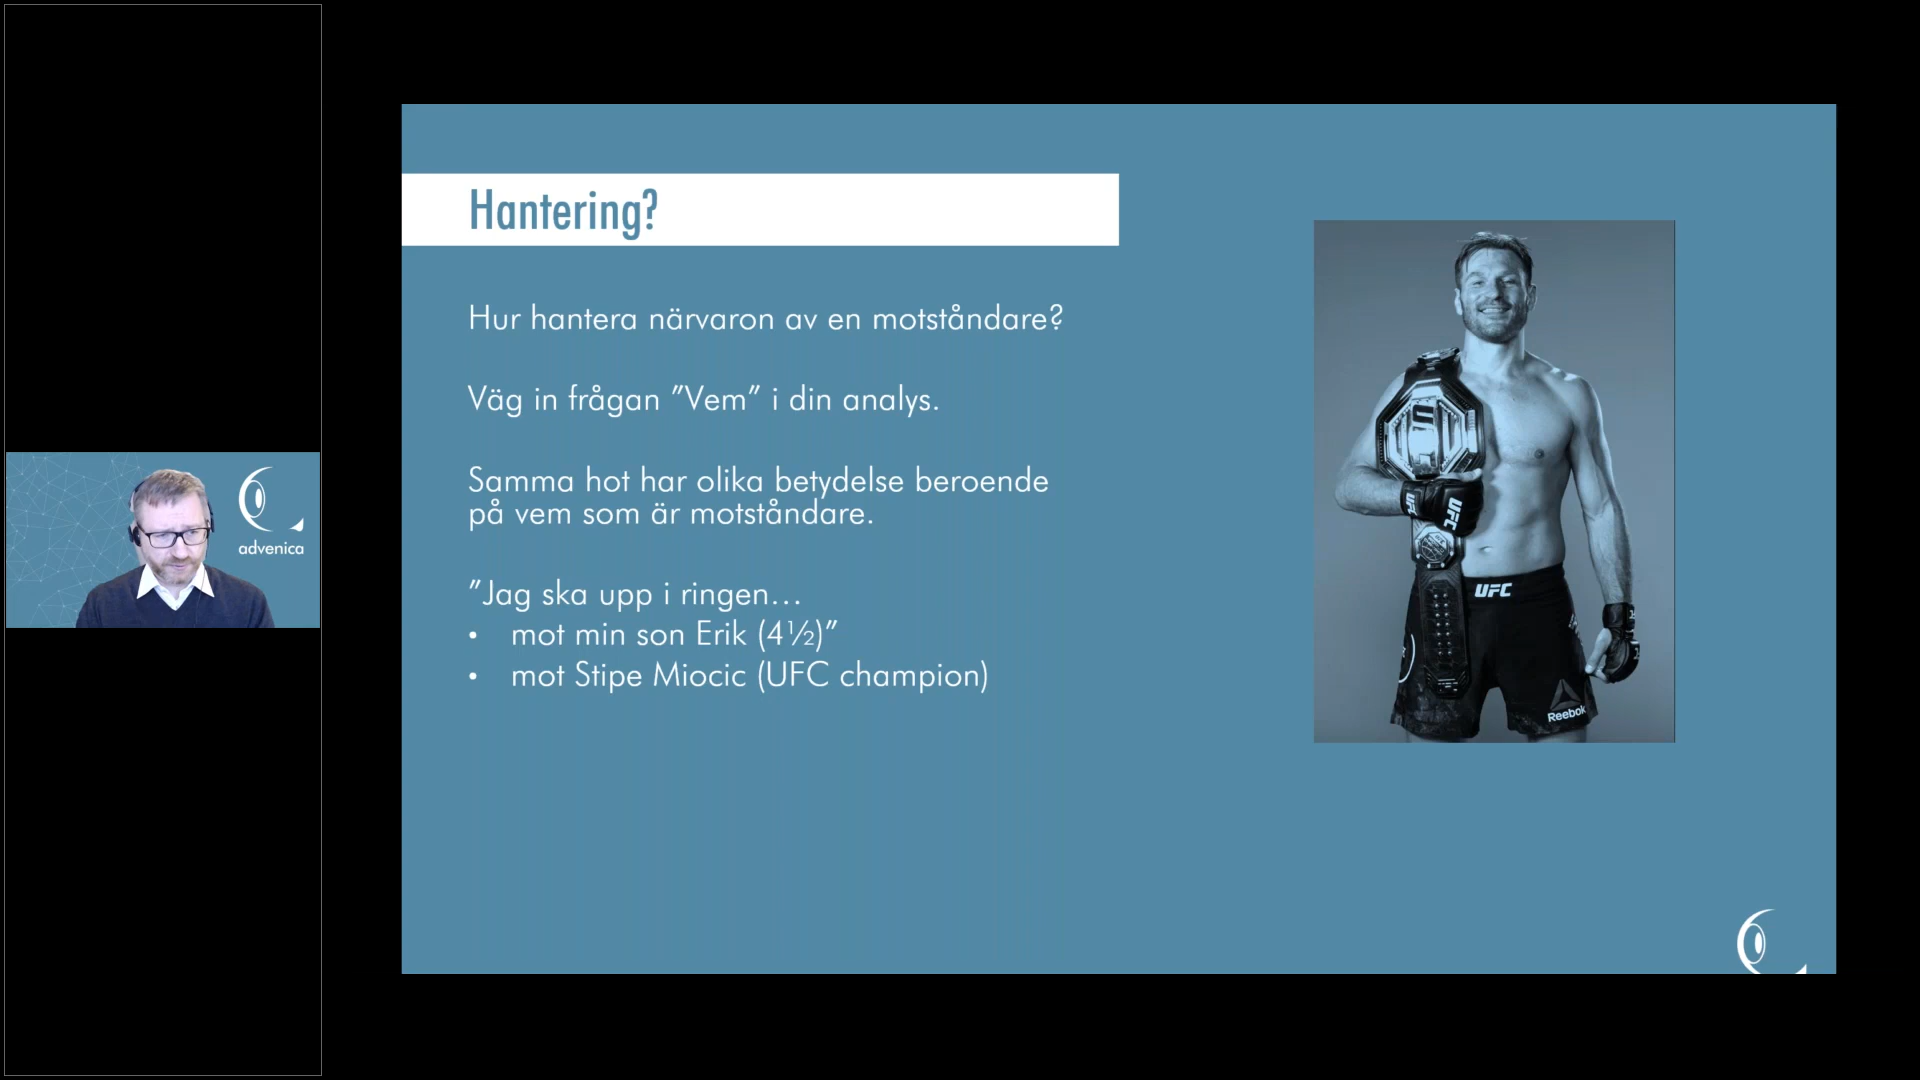 Hantering?
Hur hantera närvaron av en motståndare?
Väg in frågan ”Vem” i din analys.
Samma hot har olika betydelse beroende
på vem som är motståndare.
”Jag ska upp i ringen…
• mot min son Erik (4½)”
• mot Stipe Miocic (UFC champion)
advenica
UFC
UFC
UFC
UFC
Reebok